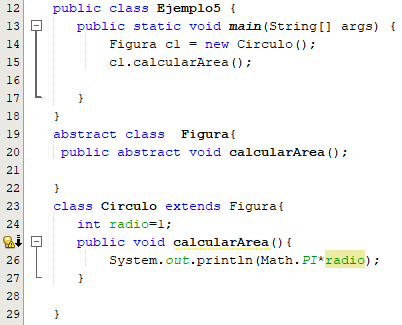 12 public class Ejemplo5 {
13 public static void main(String[] args) {
14 Figura c1 = new Circulo();
15 c1.calcularArea();
16
17 }
18 }
19 abstract class  Figura{
20 public abstract void calcularArea();
21
22 }
23 class Circulo extends Figura{
24 int radio=1;
public void calcularArea(){
26 System.out.println(Math.PI*radio);
27 }
28
29 }